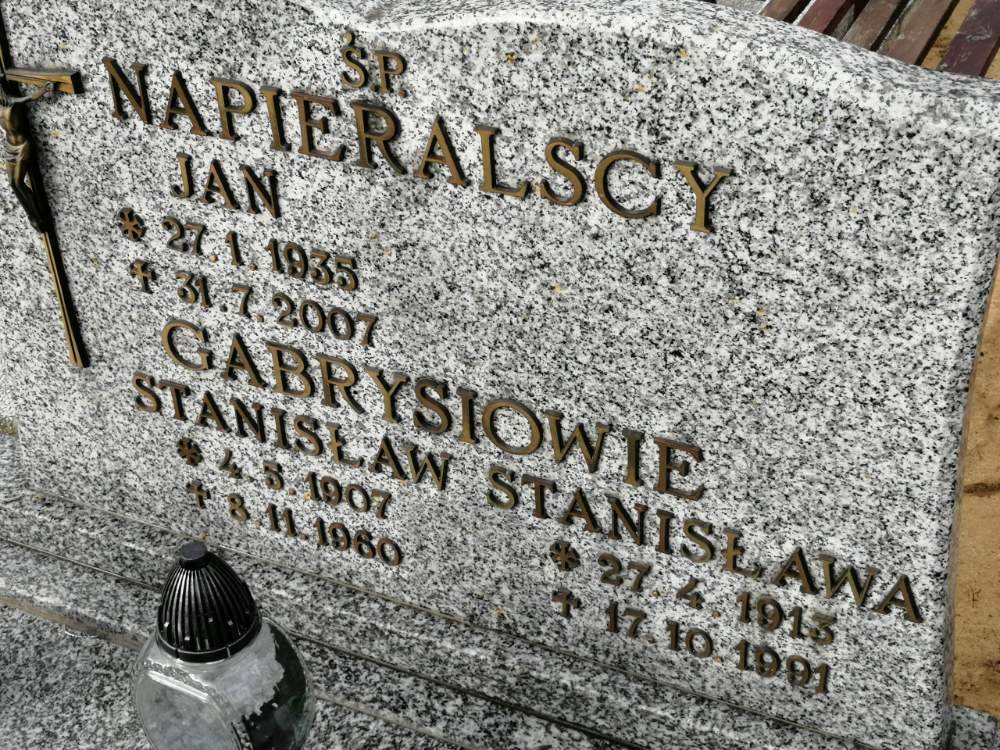 Ś.P.
NAPIERALSCY
JAN
* 27.1.1935
✝ 31.7.2007
GABRYSIOWIE
STANISŁAW STANISŁAWA
* 4.5.1907 * 27.4.1913
✝ 8.11.1960 ✝ 17.10.1991